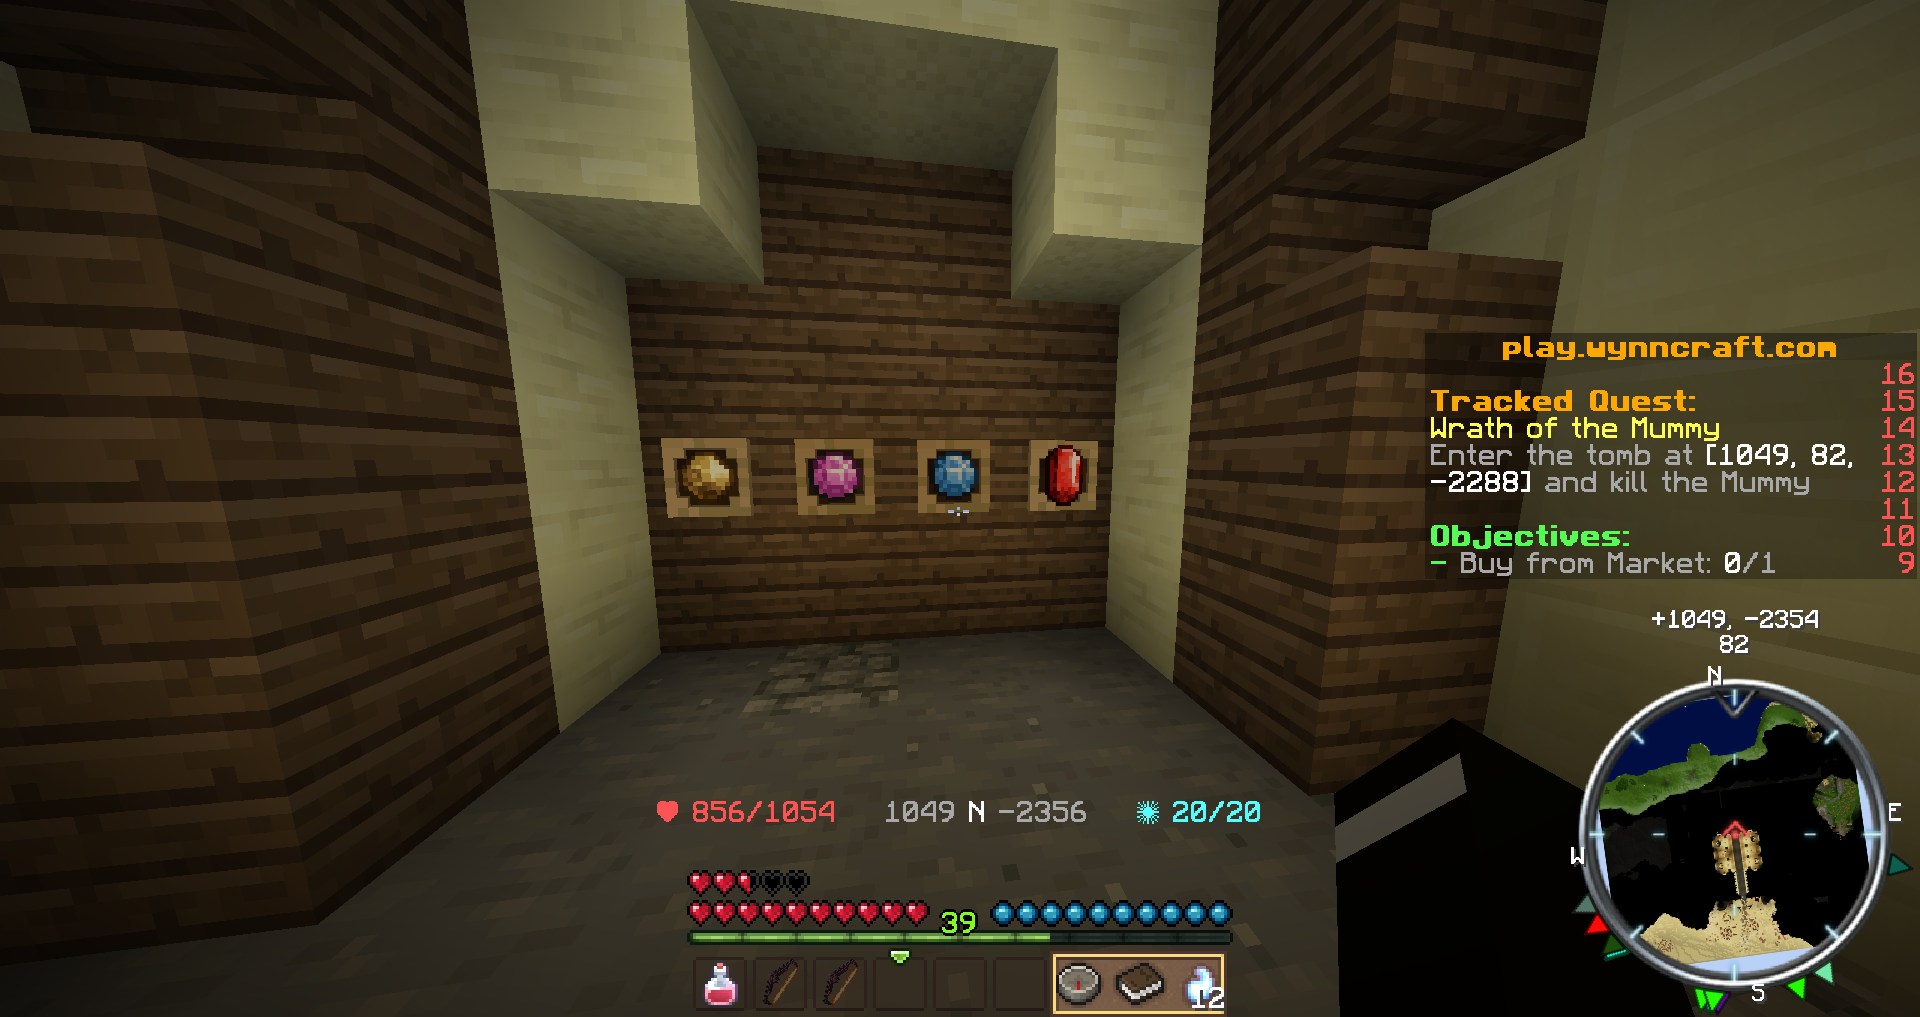 play.wynncraft.com
16
Tracked Quest: 15
Wrath of the Mummy 14
Enter the tomb at [1049, 82, 13
-2288] and kill the Mummy 12
11
Objectives: 10
- Buy from Market: 0/1 9
+1049, -2354
82
N
E
W
S
856/1054 1049 N -2356 20/20
39
12